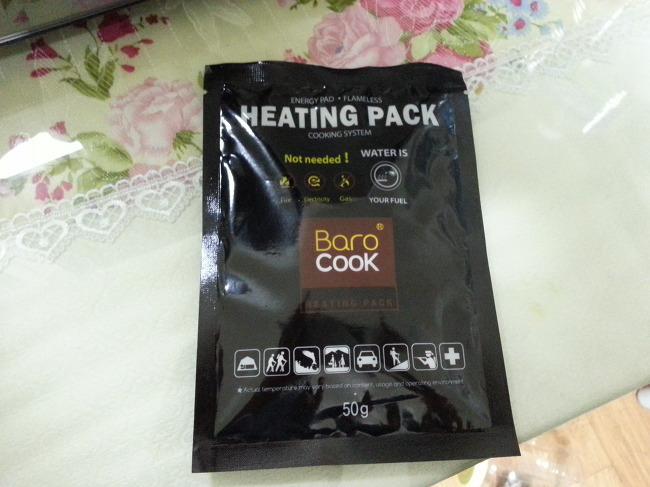 ENERGY PAD • FLAMELESS
HEATING PACK
COOKING SYSTEM
Not needed !
Fire Electricity Gas
WATER IS
YOUR FUEL
Baro®
COOK
HEATING PACK
★ Actual temperature may vary based on content, usage and operating environment
50g